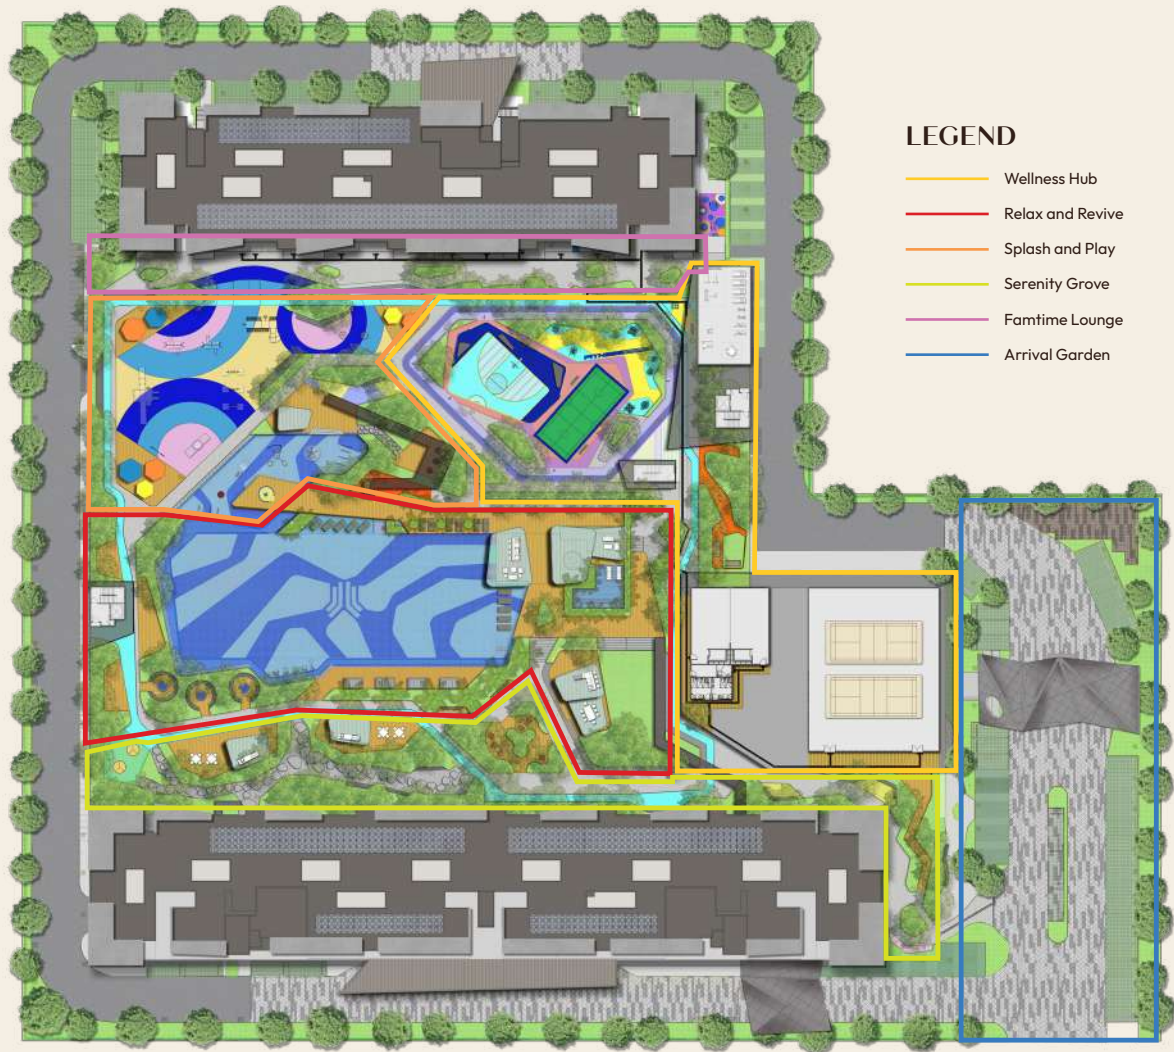 LEGEND
Wellness Hub
Relax and Revive
Splash and Play
Serenity Grove
Famtime Lounge
Arrival Garden